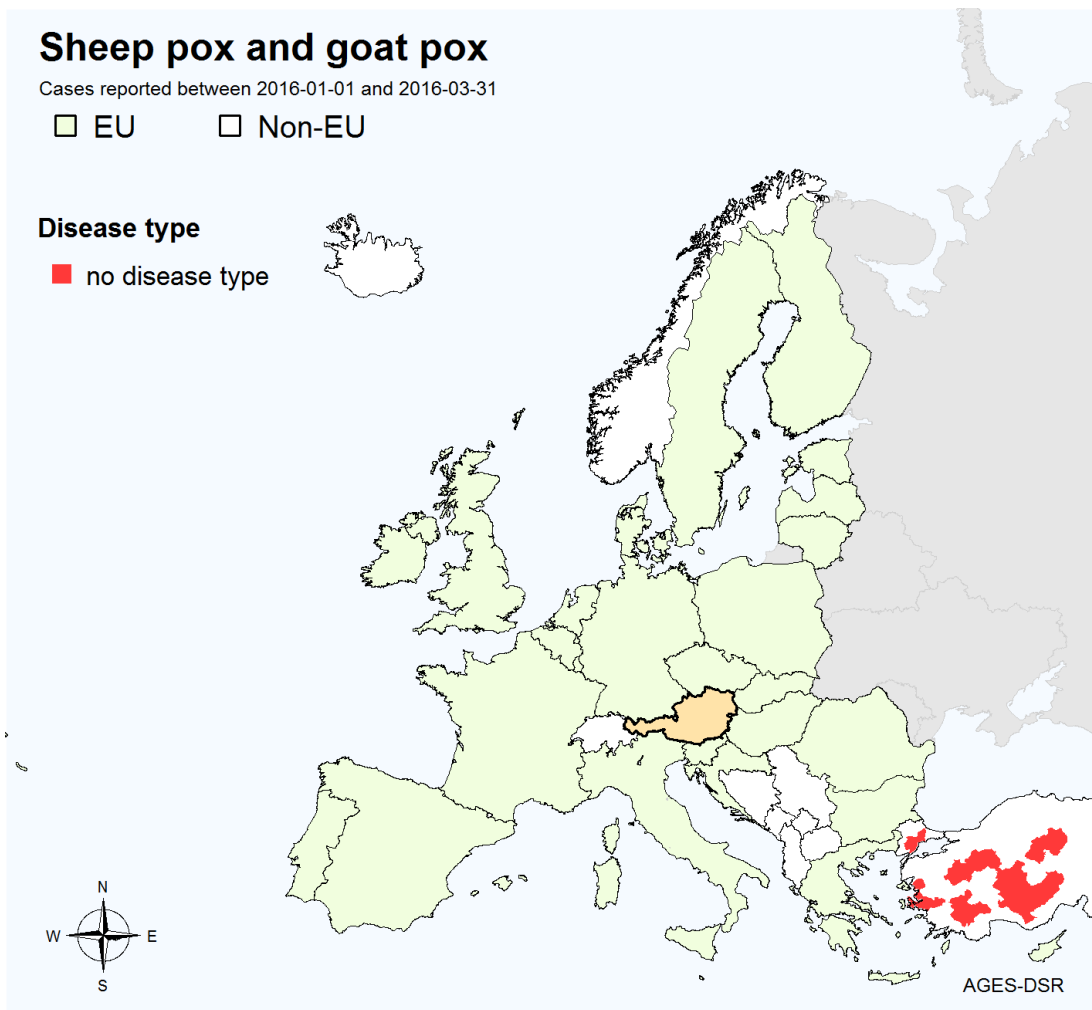 Sheep pox and goat pox
Cases reported between 2016-01-01 and 2016-03-31
EU Non-EU
Disease type
no disease type
N
W E
S
AGES-DSR